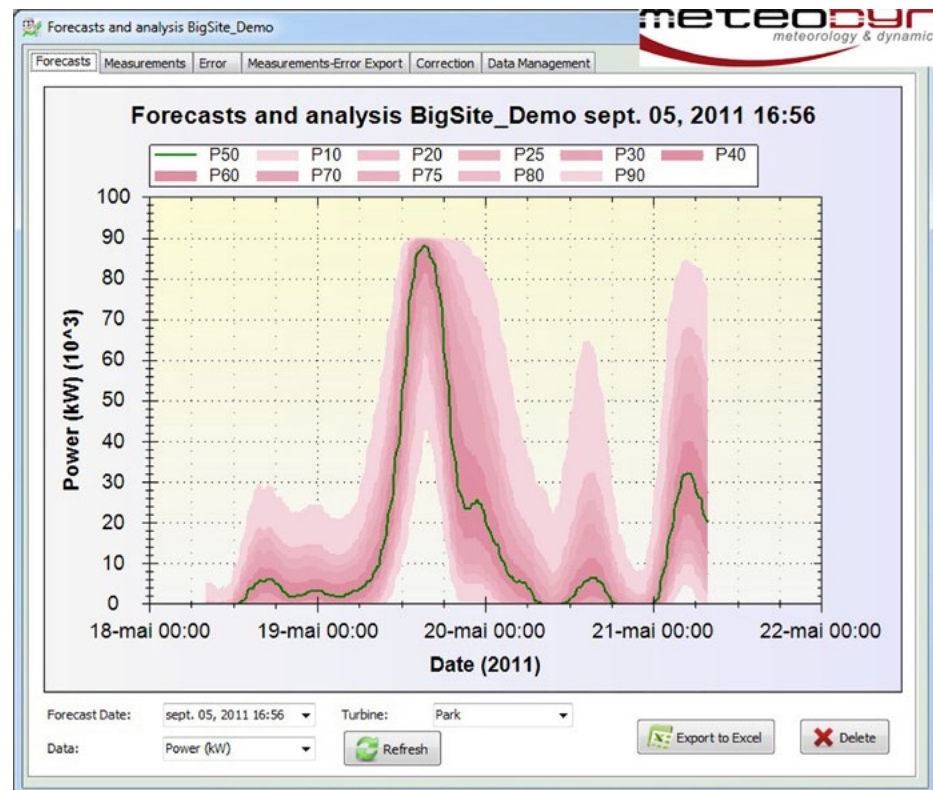 Forecasts and analysis BigSite_Demo
meteodyn
meteorology & dynamic
Forecasts Measurements Error Measurements-Error Export Correction Data Management
Forecasts and analysis BigSite_Demo sept. 05, 2011 16:56
P50 P10 P20 P25 P30 P40
P60 P70 P75 P80 P90
100
90
80
70
60
50
40
30
20
10
0
Power (kW) (10^3)
18-mai 00:00 19-mai 00:00 20-mai 00:00 21-mai 00:00 22-mai 00:00
Date (2011)
Forecast Date: sept. 05, 2011 16:56 Turbine: Park
Data: Power (kW) Refresh Export to Excel Delete